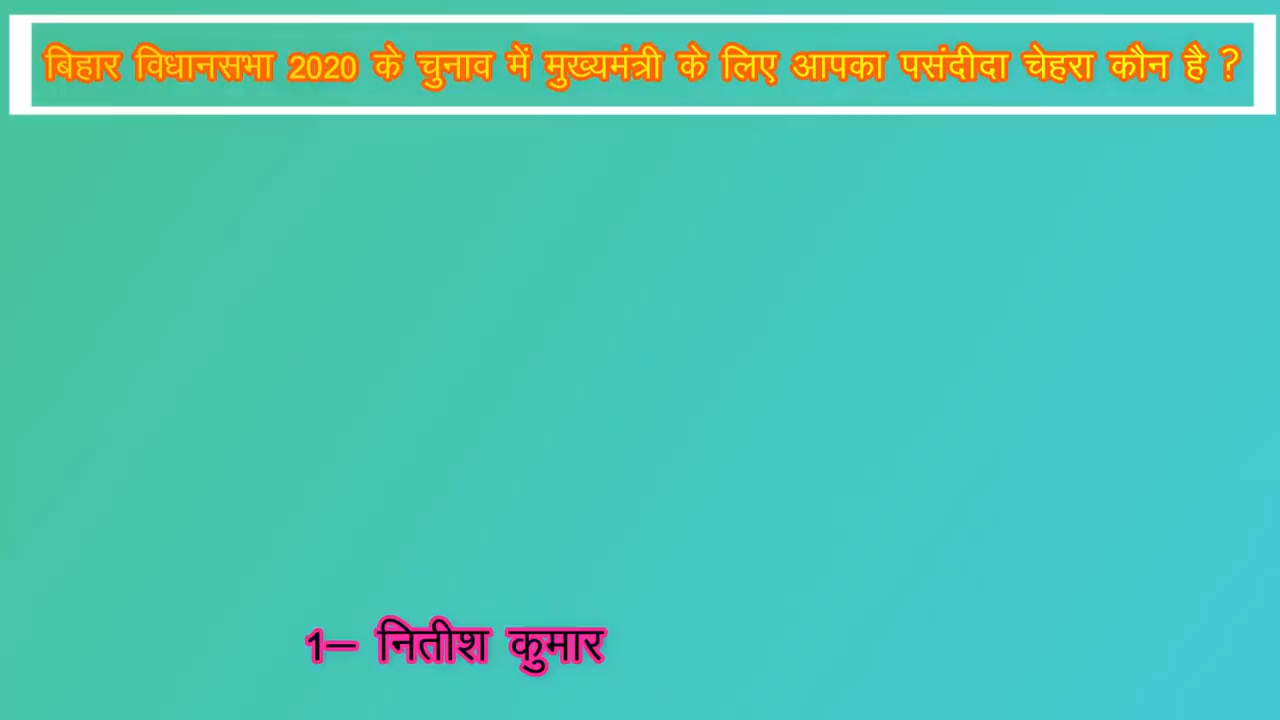 बिहार विधानसभा 2020 के चुनाव में मुख्यमंत्री के लिए आपका पसंदीदा चेहरा कौन है ?
1– नितीश कुमार